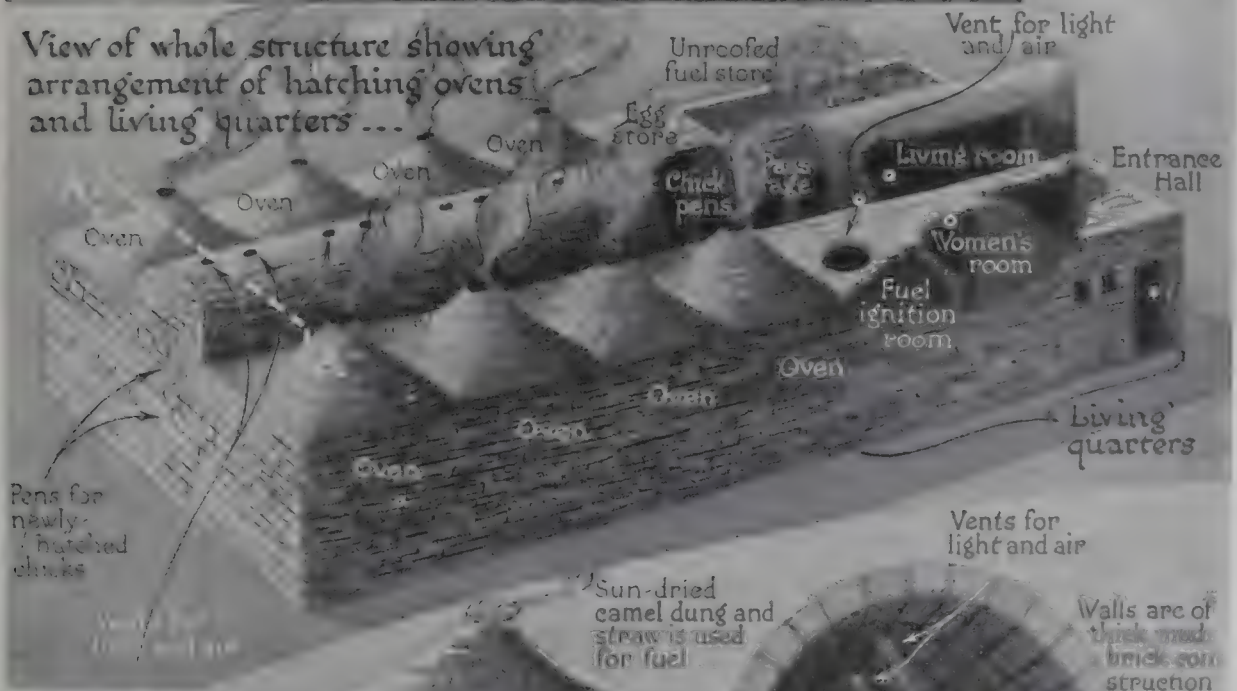 View of whole structure showing
arrangement of hatching ovens
and living quarters ...
Unroofed
fuel store
Vent for light
and air
Egg
store
Oven
Oven
Oven
Oven
Chick
pens
Pass
age
Living room
Entrance
Hall
Women's
room
Fuel
ignition
room
Oven
Oven
Oven
Oven
Living
quarters
Pens for
newly-
hatched
chicks
Vents for
light and air
Sun-dried
camel dung and
straw is used
for fuel
Walls are of
thick mud
brick con
struction